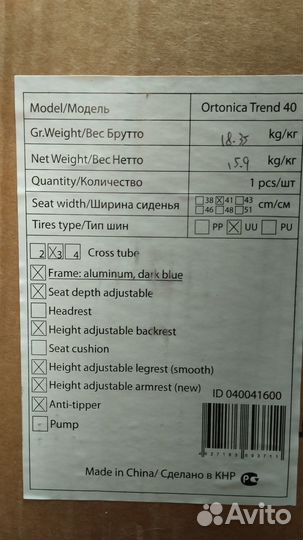 Model/Модель Ortonica Trend 40
Gr.Weight/Вес Брутто 18.35 kg/кг
Net Weight/Вес Нетто 15.9 kg/кг
Quantity/Количество 1 pcs/шт
Seat width/Ширина сиденья 38 41 43 46 48 51 cm/см
Tires type/Тип шин PP UU PU
2 3 4 Cross tube
Frame: aluminum, dark blue
Seat depth adjustable
Headrest
Height adjustable backrest
Seat cushion
Height adjustable legrest (smooth)
Height adjustable armrest (new)
Anti-tipper
ID 040041600
Pump
Made in China/ Сделано в КНР
Avito